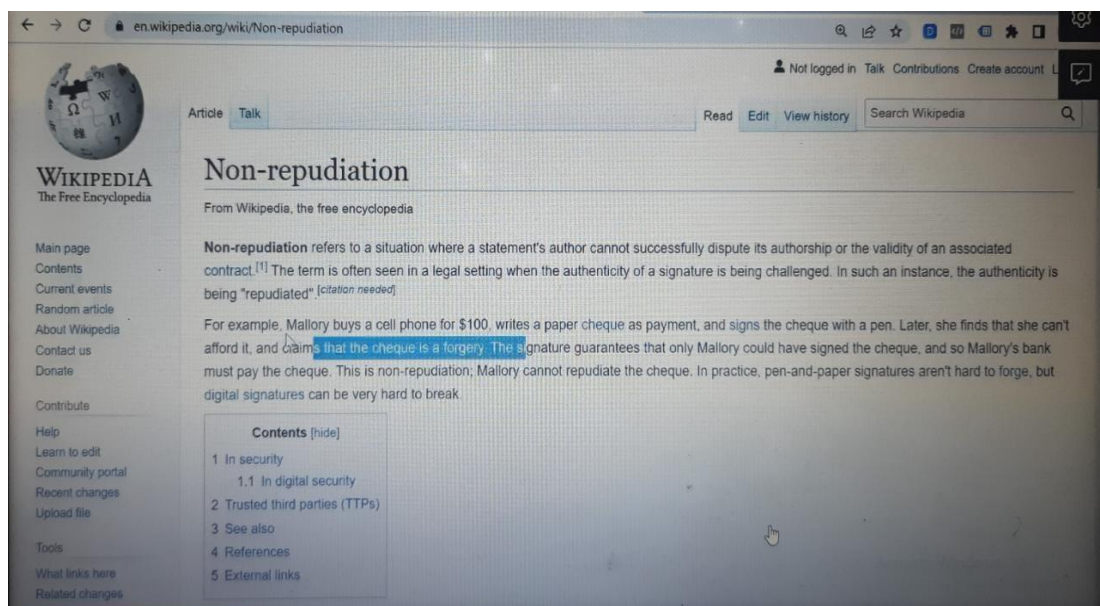 en.wikipedia.org/wiki/Non-repudiation
Not logged in Talk Contributions Create account L
Article Talk
Read Edit View history Search Wikipedia
WIKIPEDIA
The Free Encyclopedia
Non-repudiation
From Wikipedia, the free encyclopedia
Main page
Contents
Current events
Random article
About Wikipedia
Contact us
Donate
Contribute
Help
Learn to edit
Community portal
Recent changes
Upload file
Tools
What links here
Related changes
Non-repudiation refers to a situation where a statement's author cannot successfully dispute its authorship or the validity of an associated
contract.[1] The term is often seen in a legal setting when the authenticity of a signature is being challenged. In such an instance, the authenticity is
being "repudiated".[citation needed]
For example, Mallory buys a cell phone for $100, writes a paper cheque as payment, and signs the cheque with a pen. Later, she finds that she can't
afford it, and claims that the cheque is a forgery. The signature guarantees that only Mallory could have signed the cheque, and so Mallory's bank
must pay the cheque. This is non-repudiation; Mallory cannot repudiate the cheque. In practice, pen-and-paper signatures aren't hard to forge, but
digital signatures can be very hard to break.
Contents [hide]
1 In security
1.1 In digital security
2 Trusted third parties (TTPs)
3 See also
4 References
5 External links